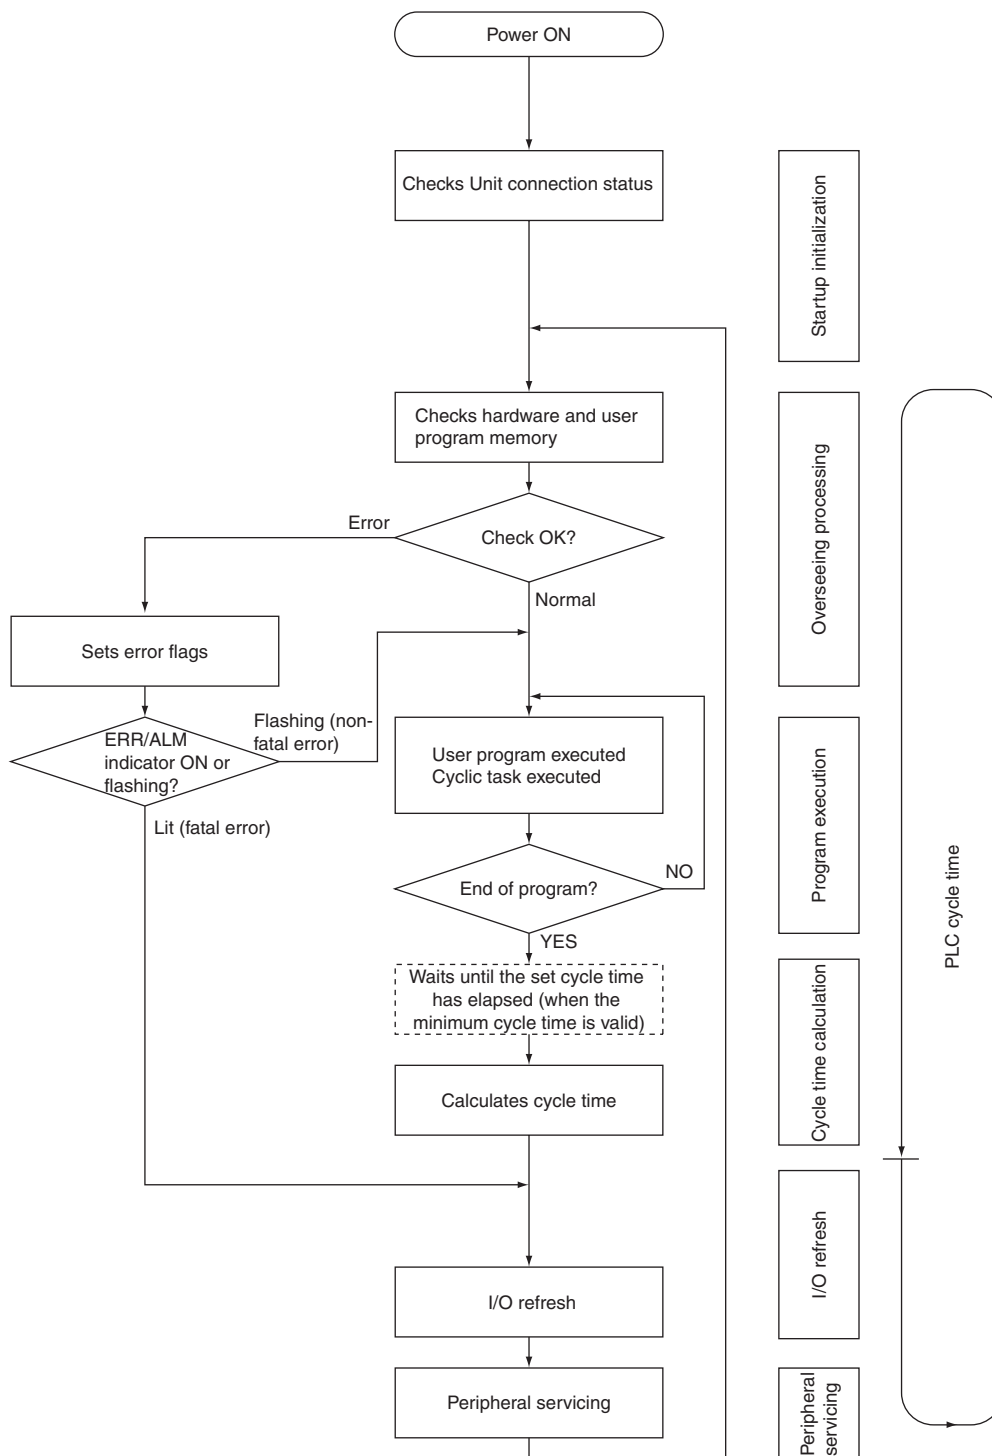 Power ON
Checks Unit connection status
Startup initialization
Checks hardware and user
program memory
Overseeing processing
Error
Check OK?
Normal
Sets error flags
Flashing (non-
fatal error)
ERR/ALM
indicator ON or
flashing?
User program executed
Cyclic task executed
Program execution
Lit (fatal error)
End of program?
NO
YES
PLC cycle time
Waits until the set cycle time
has elapsed (when the
minimum cycle time is valid)
Cycle time calculation
Calculates cycle time
I/O refresh
I/O refresh
Peripheral servicing
Peripheral
servicing